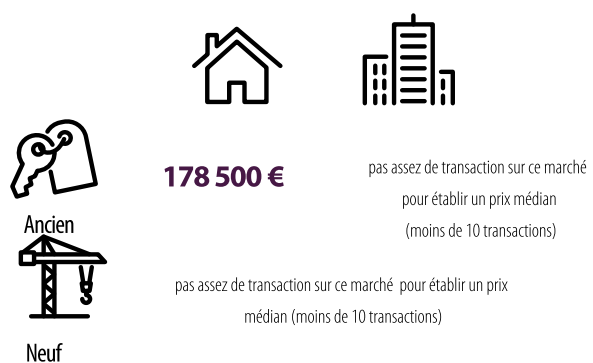 178 500 €
pas assez de transaction sur ce marché
pour établir un prix médian
(moins de 10 transactions)
Ancien
pas assez de transaction sur ce marché pour établir un prix
médian (moins de 10 transactions)
Neuf